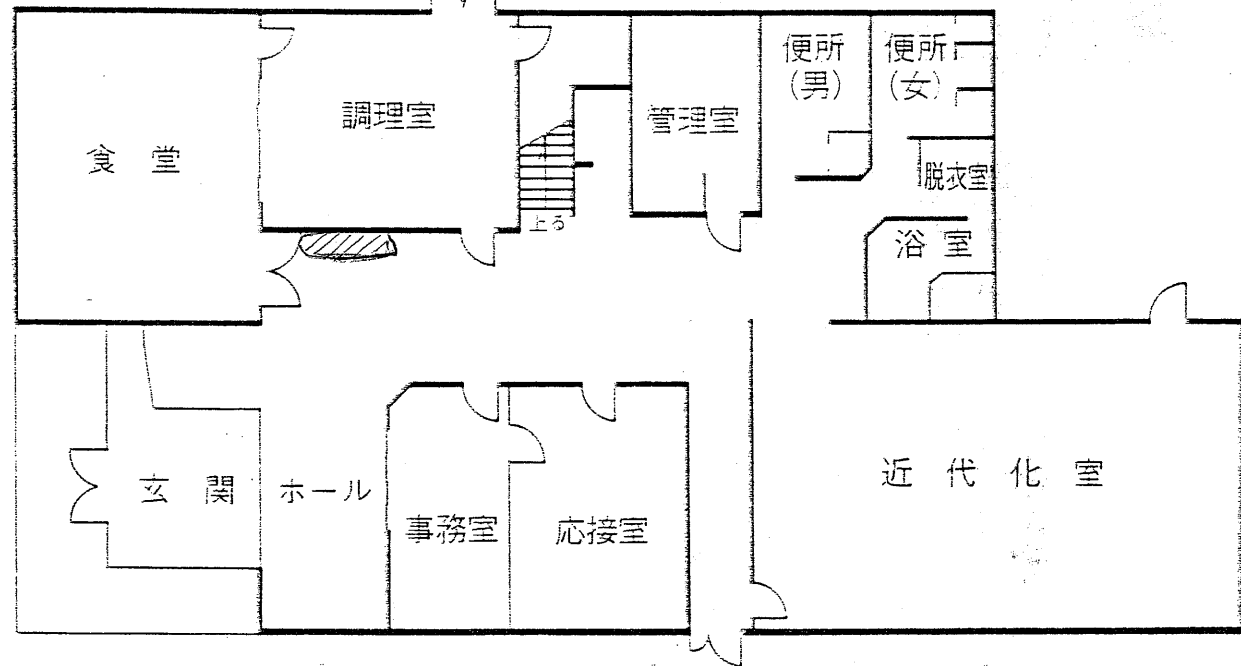 便所
(男)
便所
(女)
調理室
管理室
食堂
脱衣室
上る
浴室
近代化室
玄関
ホール
事務室
応接室